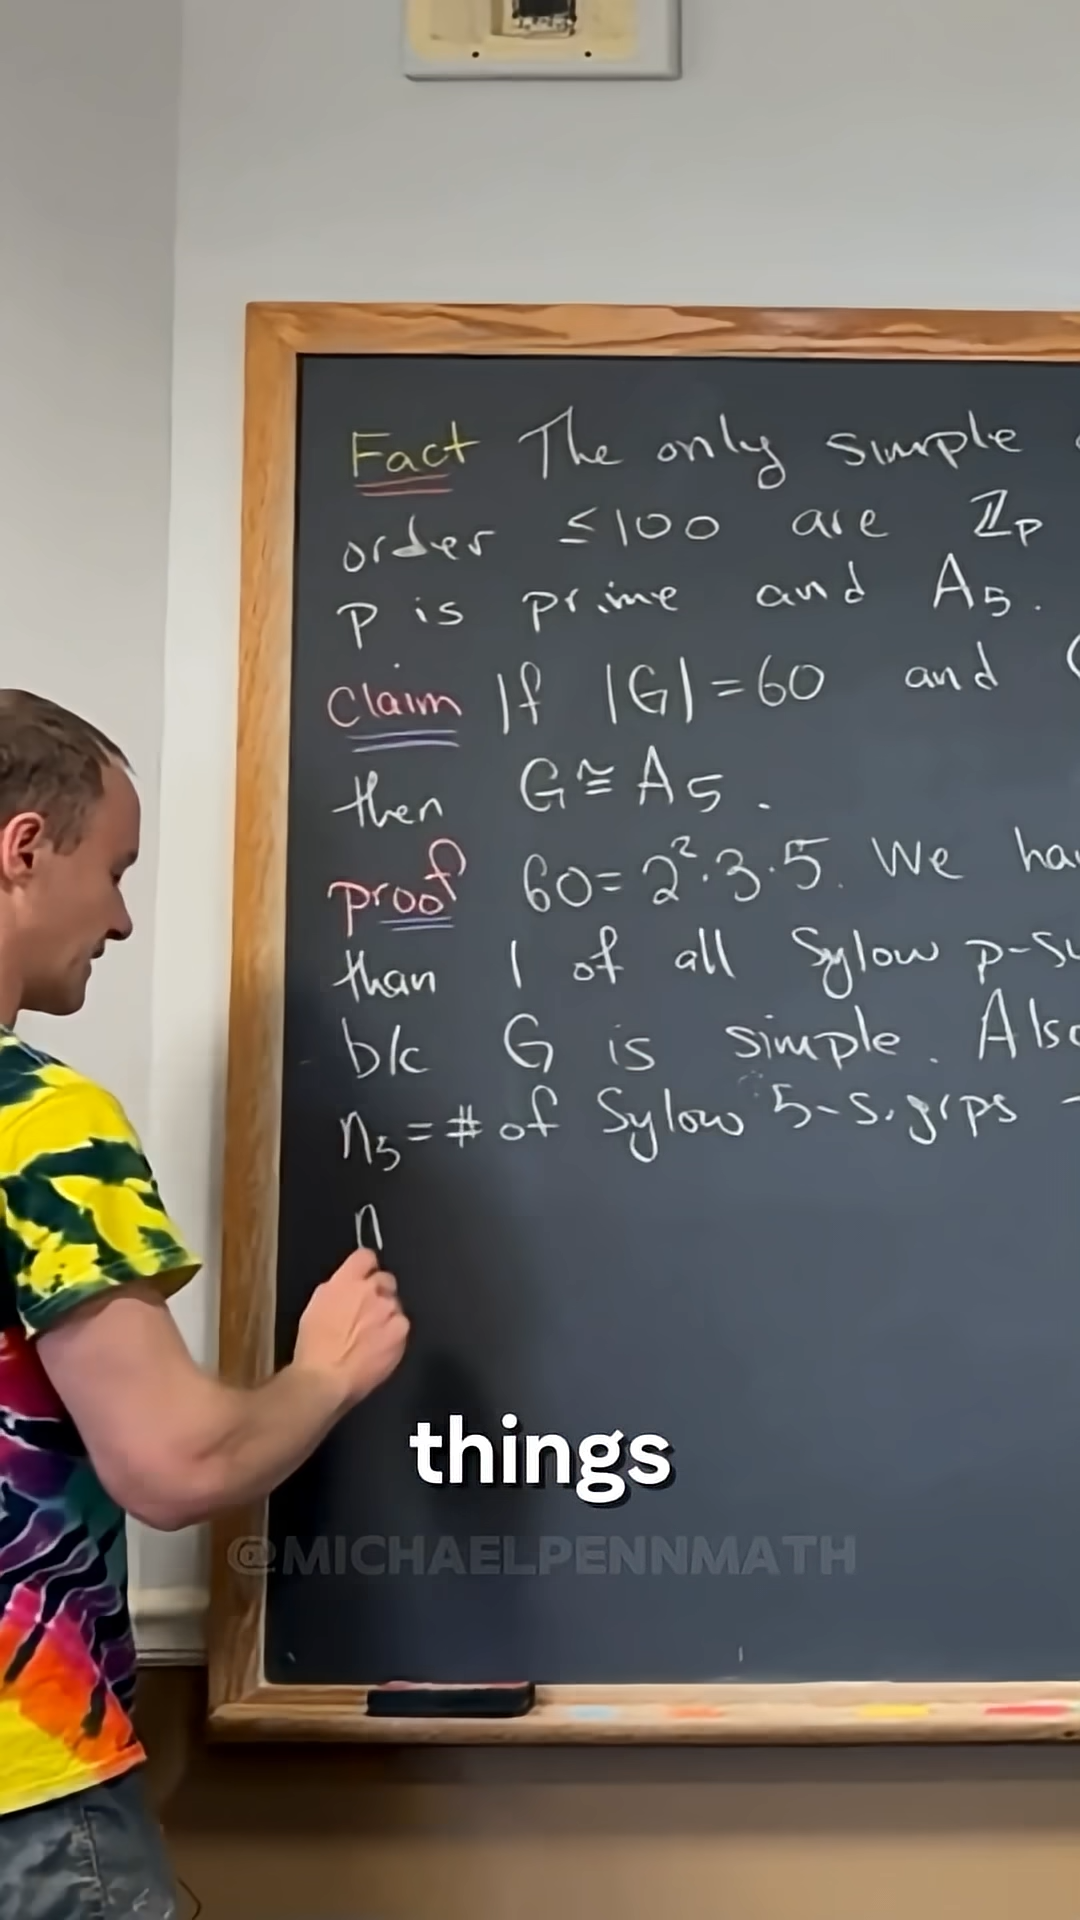 Fact The only simple
order ≤100 are ℤp
p is prime and A5.
Claim If |G|=60 and
then G≅A5.
proof 60=2²·3·5. We
than 1 of all Sylow p-
b/c G is simple. Also
n5=# of Sylow 5-s.grps
n
things
@MICHAELPENNMATH